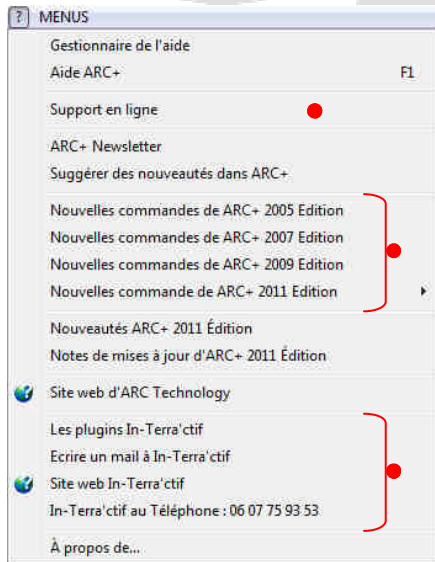 ? MENUS
Gestionnaire de l'aide
Aide ARC+ F1
Support en ligne
ARC+ Newsletter
Suggérer des nouveautés dans ARC+
Nouvelles commandes de ARC+ 2005 Edition
Nouvelles commandes de ARC+ 2007 Edition
Nouvelles commandes de ARC+ 2009 Edition
Nouvelles commande de ARC+ 2011 Edition
Nouveautés ARC+ 2011 Édition
Notes de mises à jour d'ARC+ 2011 Édition
Site web d'ARC Technology
Les plugins In-Terra'ctif
Ecrire un mail à In-Terra'ctif
Site web In-Terra'ctif
In-Terra'ctif au Téléphone : 06 07 75 93 53
À propos de...